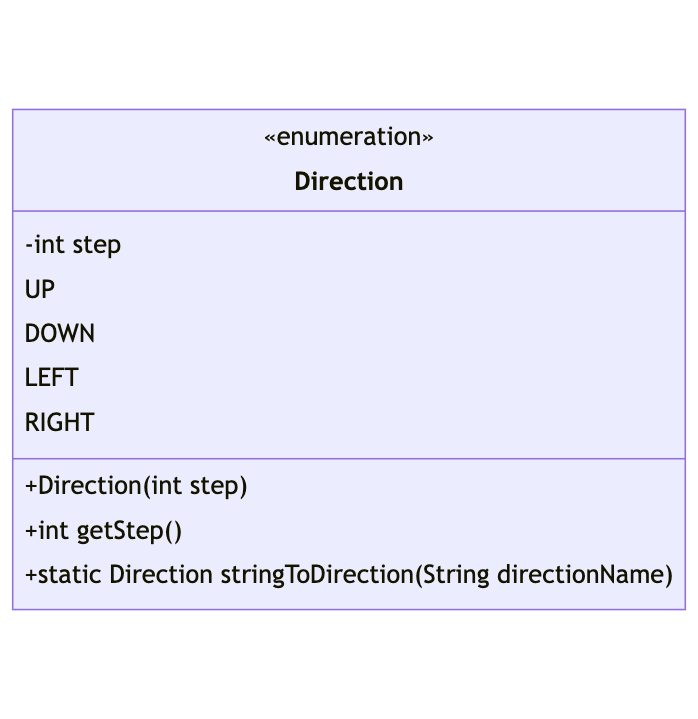 «enumeration»
Direction
-int step
UP
DOWN
LEFT
RIGHT
+Direction(int step)
+int getStep()
+static Direction stringToDirection(String directionName)